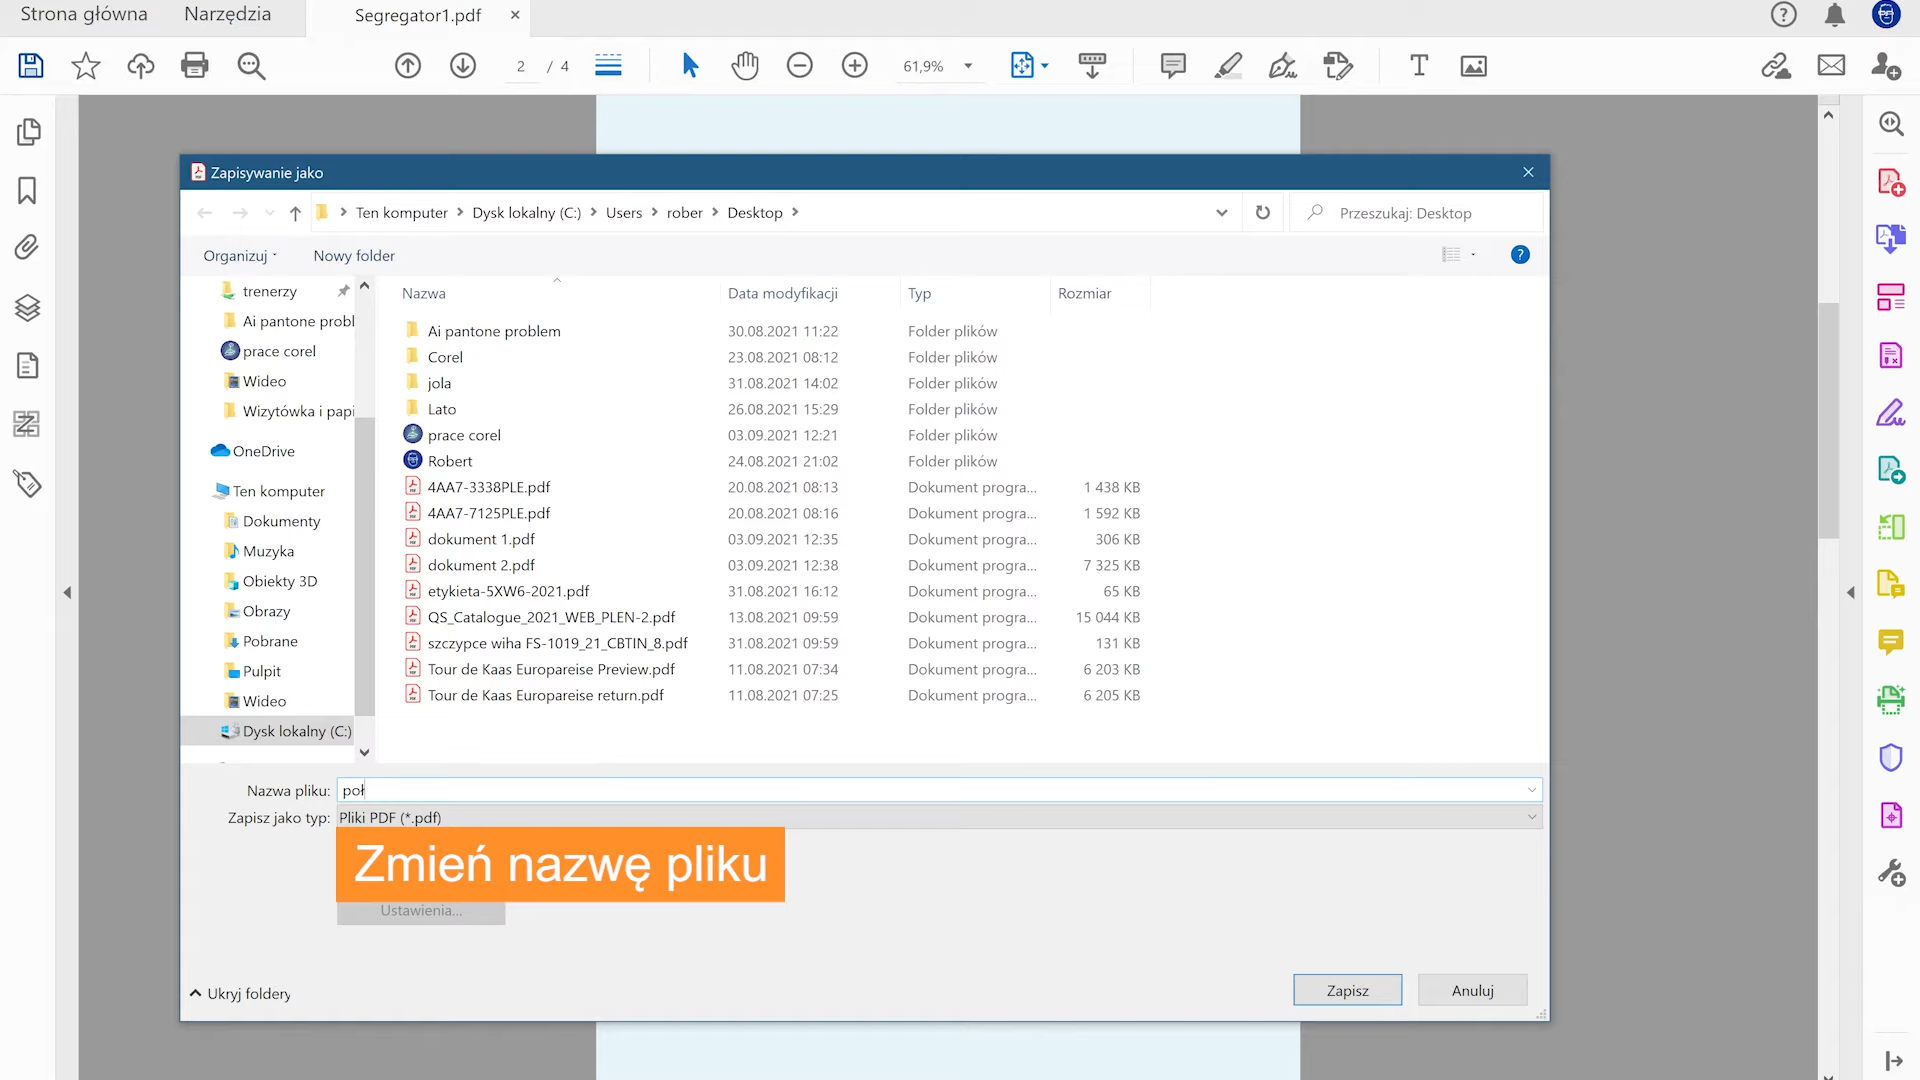 Strona główna
Narzędzia
Segregator1.pdf
2 / 4
61,9%
Zapisywanie jako
Ten komputer
Dysk lokalny (C:)
Users
rober
Desktop
Przeszukaj: Desktop
Organizuj
Nowy folder
trenerzy
Ai pantone probl
prace corel
Wideo
Wizytówka i papi
OneDrive
Ten komputer
Dokumenty
Muzyka
Obiekty 3D
Obrazy
Pobrane
Pulpit
Wideo
Dysk lokalny (C:)
Nazwa Data modyfikacji Typ Rozmiar
Ai pantone problem 30.08.2021 11:22 Folder plików
Corel 23.08.2021 08:12 Folder plików
jola 31.08.2021 14:02 Folder plików
Lato 26.08.2021 15:29 Folder plików
prace corel 03.09.2021 12:21 Folder plików
Robert 24.08.2021 21:02 Folder plików
4AA7-3338PLE.pdf 20.08.2021 08:13 Dokument progra... 1 438 KB
4AA7-7125PLE.pdf 20.08.2021 08:16 Dokument progra... 1 592 KB
dokument 1.pdf 03.09.2021 12:35 Dokument progra... 306 KB
dokument 2.pdf 03.09.2021 12:38 Dokument progra... 7 325 KB
etykieta-5XW6-2021.pdf 31.08.2021 16:12 Dokument progra... 65 KB
QS_Catalogue_2021_WEB_PLEN-2.pdf 13.08.2021 09:59 Dokument progra... 15 044 KB
szczypce wiha FS-1019_21_CBTIN_8.pdf 31.08.2021 09:59 Dokument progra... 131 KB
Tour de Kaas Europareise Preview.pdf 11.08.2021 07:34 Dokument progra... 6 203 KB
Tour de Kaas Europareise return.pdf 11.08.2021 07:25 Dokument progra... 6 205 KB
Nazwa pliku: poł
Zapisz jako typ: Pliki PDF (*.pdf)
Zmień nazwę pliku
Ustawienia...
Ukryj foldery
Zapisz
Anuluj